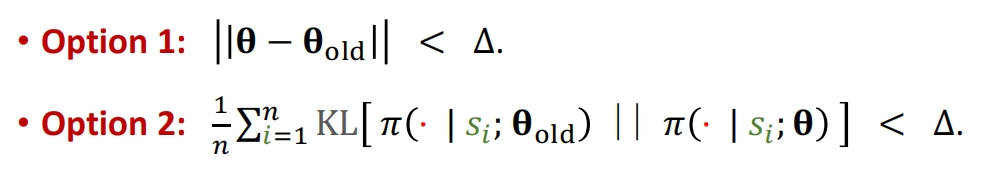 • Option 1: ||θ − θ_old|| < Δ.
• Option 2: 1/n ∑_{i=1}^{n} KL[ π(· | s_i; θ_old) || π(· | s_i; θ) ] < Δ.